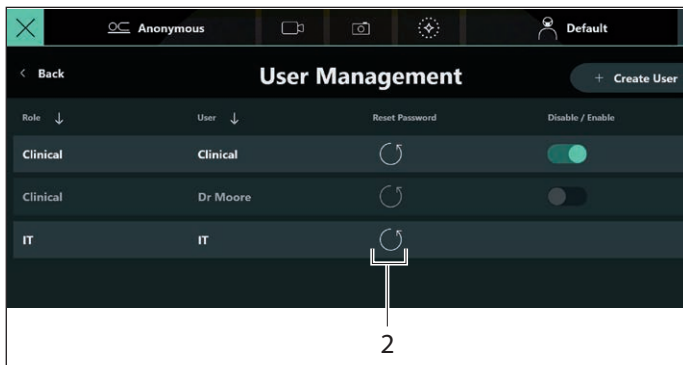 Anonymous Default
< Back User Management + Create User
Role ↓ User ↓ Reset Password Disable / Enable
Clinical Clinical
Clinical Dr Moore
IT IT
2